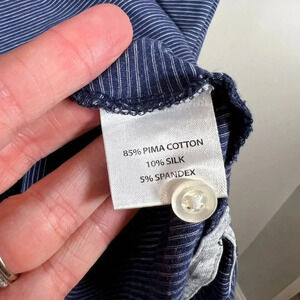 85% PIMA COTTON
10% SILK
5% SPANDEX